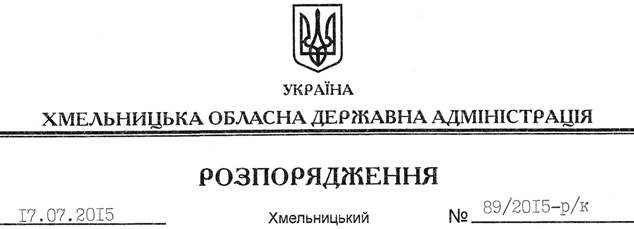 УКРАЇНА
ХМЕЛЬНИЦЬКА ОБЛАСНА ДЕРЖАВНА АДМІНІСТРАЦІЯ
РОЗПОРЯДЖЕННЯ
17.07.2015 Хмельницький № 89/2015-р/к